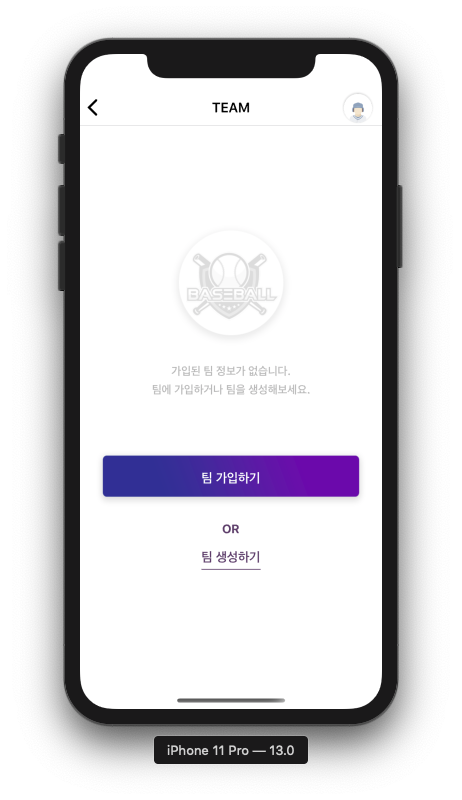 TEAM
BASEBALL
가입된 팀 정보가 없습니다.
팀에 가입하거나 팀을 생성해보세요.
팀 가입하기
OR
팀 생성하기
iPhone 11 Pro — 13.0